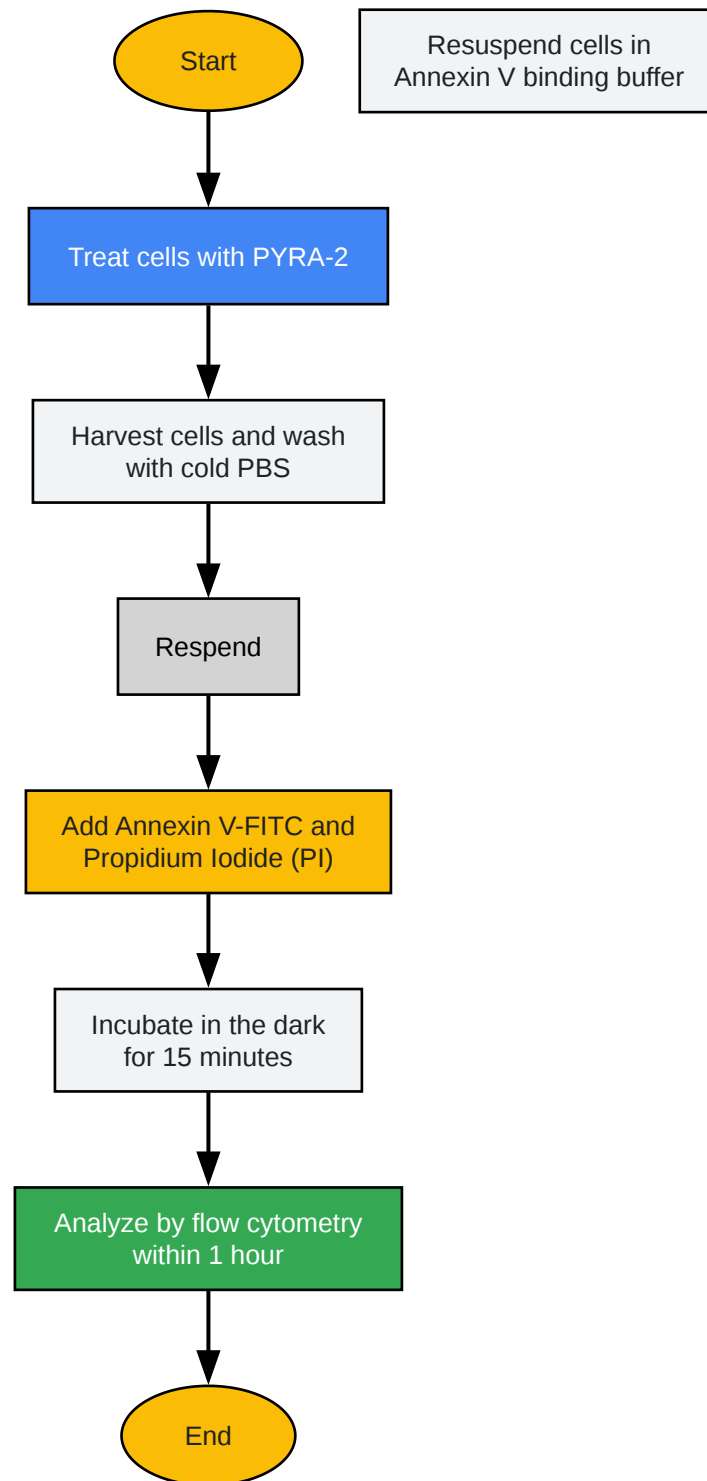 Start
Resuspend cells in
Annexin V binding buffer
Treat cells with PYRA-2
Harvest cells and wash
with cold PBS
Respend
Add Annexin V-FITC and
Propidium Iodide (PI)
Incubate in the dark
for 15 minutes
Analyze by flow cytometry
within 1 hour
End